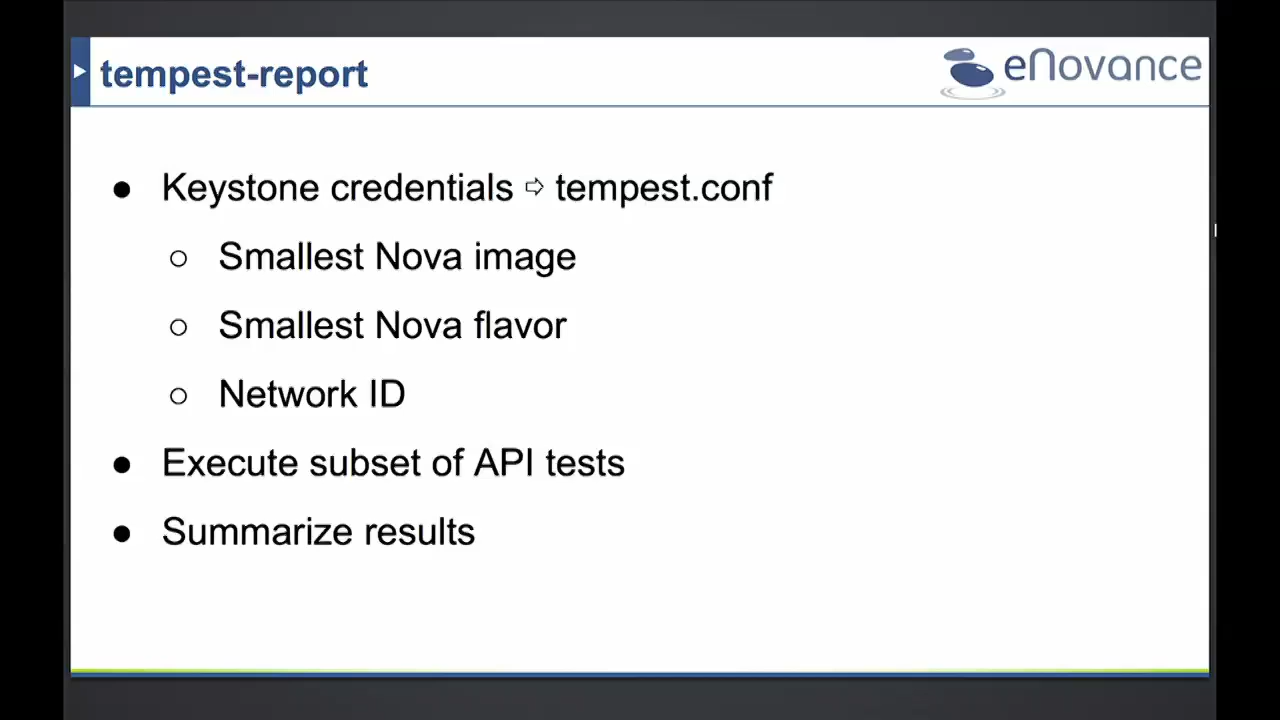 tempest-report
eNovance
● Keystone credentials ⇨ tempest.conf
○ Smallest Nova image
○ Smallest Nova flavor
○ Network ID
● Execute subset of API tests
● Summarize results